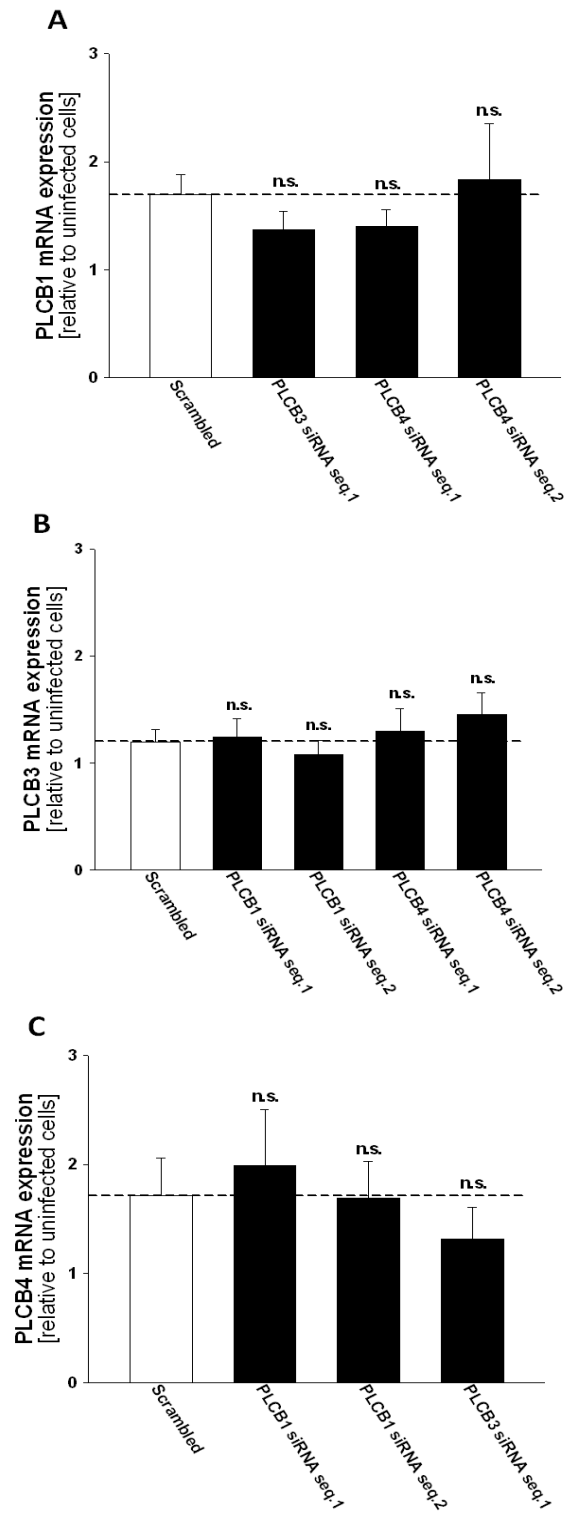 A
PLCB1 mRNA expression
[relative to uninfected cells]
3
2
1
0
n.s.
n.s.
n.s.
Scrambled
PLCB3 siRNA seq.1
PLCB4 siRNA seq.1
PLCB4 siRNA seq.2
B
PLCB3 mRNA expression
[relative to uninfected cells]
3
2
1
0
n.s.
n.s.
n.s.
n.s.
Scrambled
PLCB1 siRNA seq.1
PLCB1 siRNA seq.2
PLCB4 siRNA seq.1
PLCB4 siRNA seq.2
C
PLCB4 mRNA expression
[relative to uninfected cells]
3
2
1
0
n.s.
n.s.
n.s.
Scrambled
PLCB1 siRNA seq.1
PLCB1 siRNA seq.2
PLCB3 siRNA seq.1